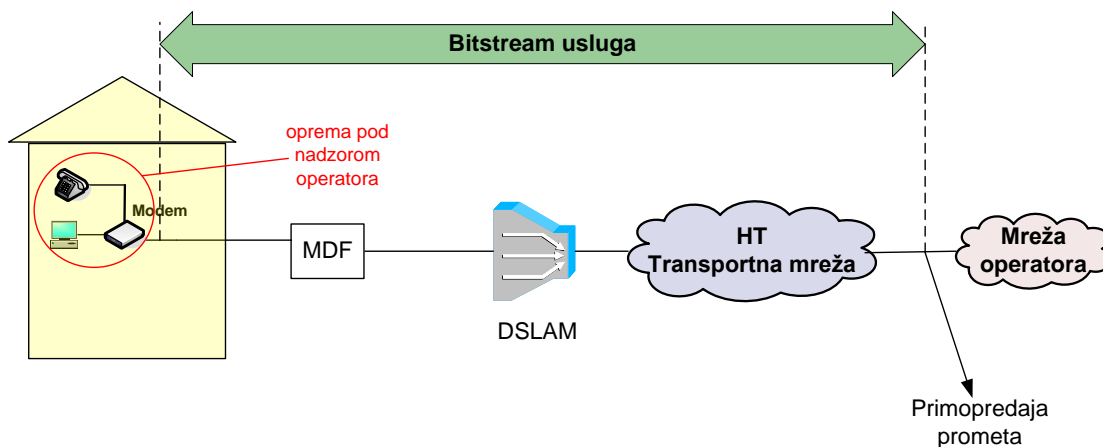 Bitstream usluga
oprema pod
nadzorom
operatora
Modem
MDF
DSLAM
HT
Transportna mreža
Mreža
operatora
Primopredaja
prometa